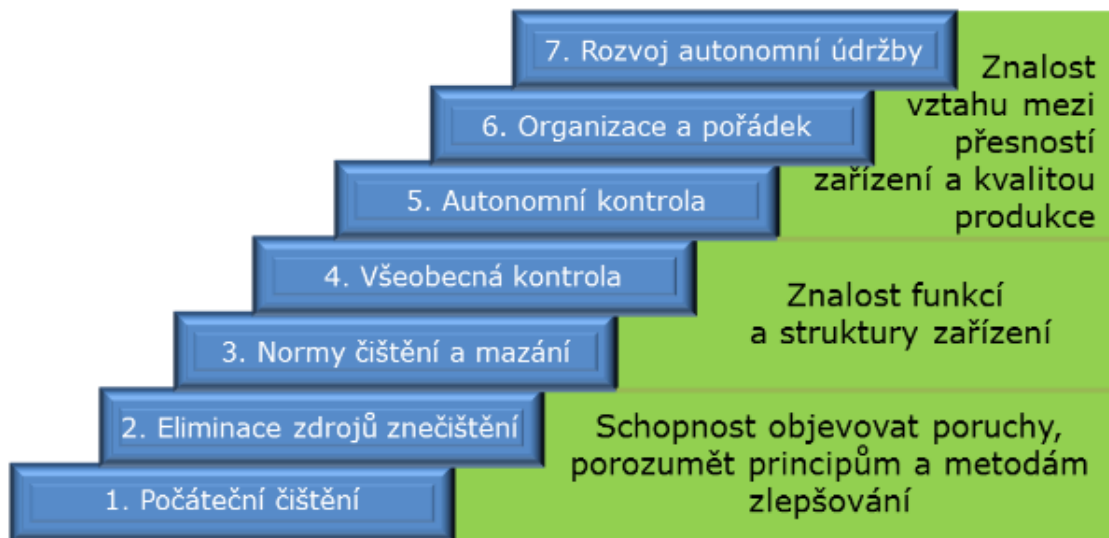 7. Rozvoj autonomní údržby
6. Organizace a pořádek
5. Autonomní kontrola
4. Všeobecná kontrola
3. Normy čištění a mazání
2. Eliminace zdrojů znečištění
1. Počáteční čištění
Znalost
vztahu mezi
přesností
zařízení a kvalitou
produkce
Znalost funkcí
a struktury zařízení
Schopnost objevovat poruchy,
porozumět principům a metodám
zlepšování